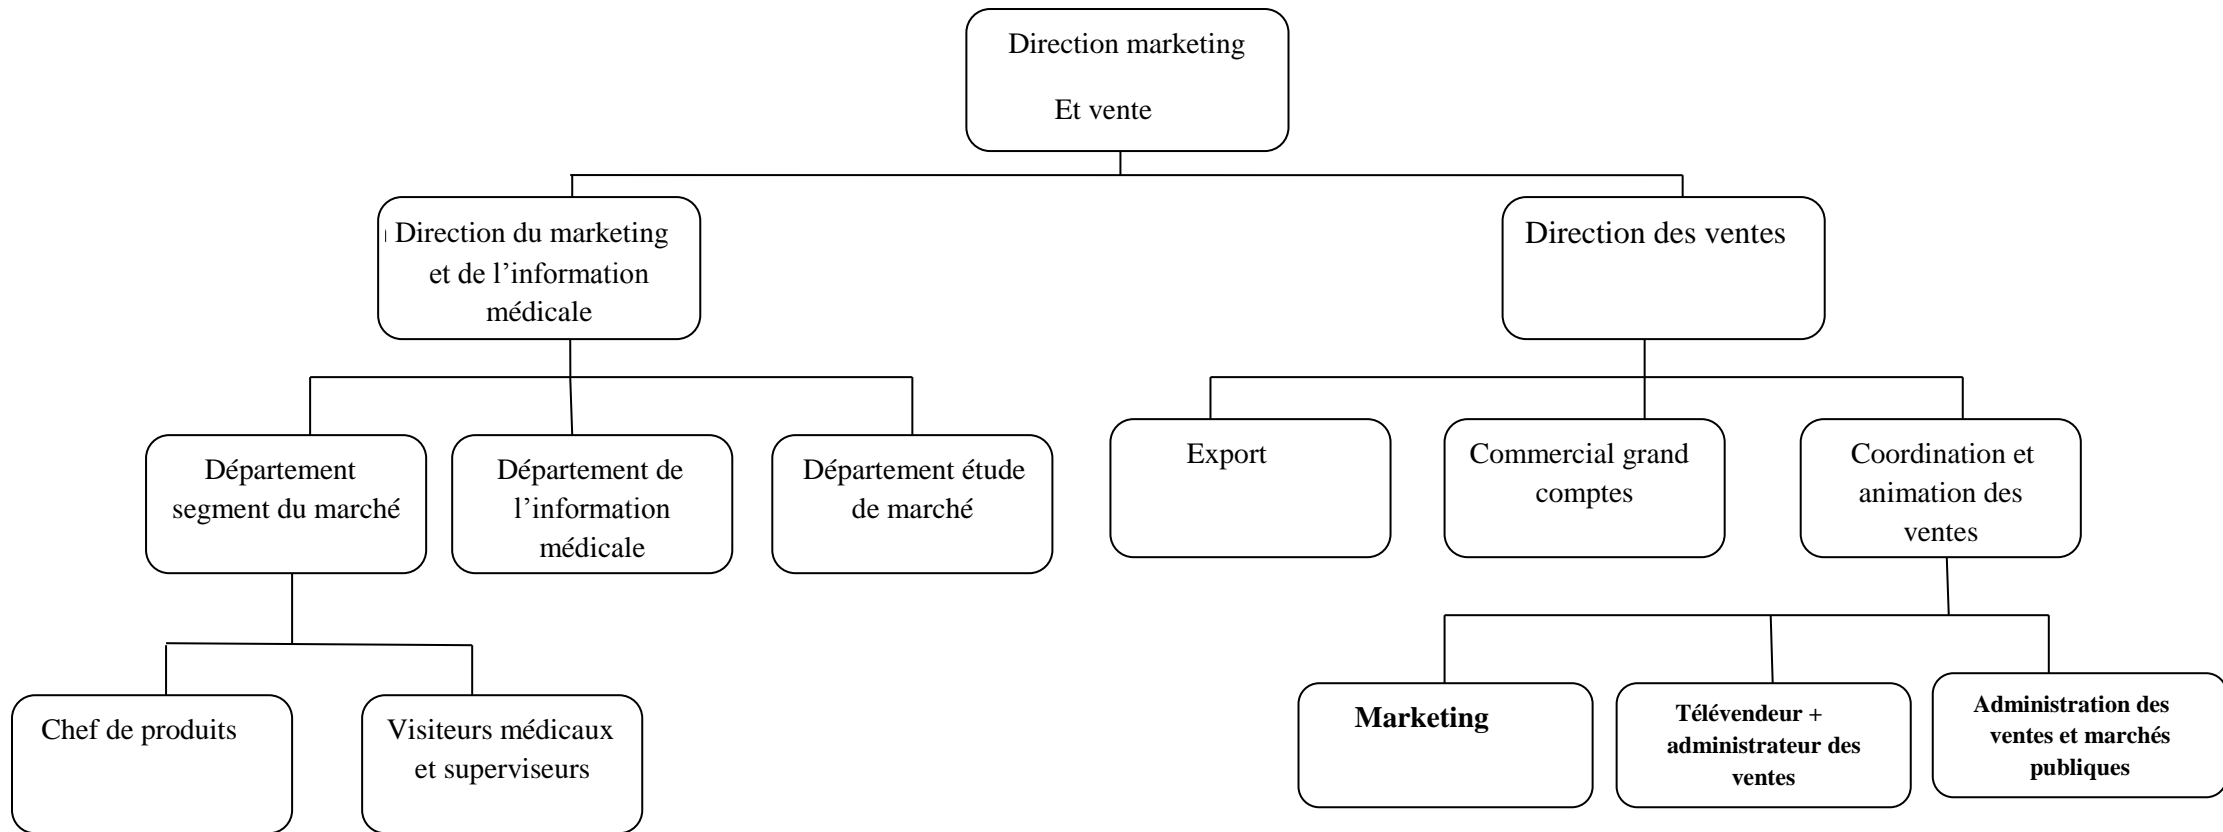 Direction marketing
Et vente
Direction du marketing
et de l’information
médicale
Direction des ventes
Département
segment du marché
Département de
l’information
médicale
Département étude
de marché
Export
Commercial grand
comptes
Coordination et
animation des
ventes
Chef de produits
Visiteurs médicaux
et superviseurs
Marketing
Télévendeur +
administrateur des
ventes
Administration des
ventes et marchés
publiques